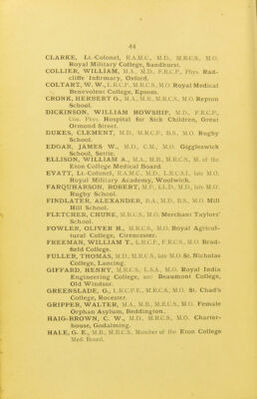 44
CLARKE, Lt.-Colonel, R.A.M.C., M.D., M.R.C.S., M.O.
Royal Military College, Sandhurst.
COLLIER, WILLIAM, M.A., M.D., F.R.C.P., Phys. Rad-
cliffe Infirmary, Oxford.
COLTART, W. W., L.R.C.P., M.R.C.S., M.O. Royal Medical
Benevolent College, Epsom.
CRONK, HERBERT G., M.A., M.B., M.R.C.S., M.O. Repton
School.
DICKINSON, WILLIAM HOWSHIP, M.D., F.R.C.P.,
Con. Phys. Hospital for Sick Children, Great
Ormond Street.
DUKES, CLEMENT, M.D., M.R.C.P., B.S., M.O. Rugby
School.
EDGAR, JAMES W., M.D., C.M., M.O. Giggleswick
School, Settle.
ELLISON, WILLIAM A., M.A., M.B., M.R.C.S., M. of the
Eton College Medical Board.
EVATT, Lt.-Colonel, R.A.M.C., M.D., L.R.C.S.I., late M.O.
Royal Military Academy, Woolwich.
FARQUHARSON, ROBERT, M.P., LL.D., M.D., late M.O.
Rugby School.
FINDLATER, ALEXANDER, B.A., M.D., B.S., M.O. Mill
Hill School.
FLETCHER, CHUNE, M.R.C.S., M.O. Merchant Taylors'
School.
FOWLER, OLIVER H., M.R.C.S., M.O. Royal Agricul-
tural College, Cirencester.
FREEMAN, WILLIAM T., L.R.C.P., F.R.C.S., M.O. Brad-
field College.
FULLER, THOMAS, M.D., M.R.C.S., late M.O. St. Nicholas
College, Lancing.
GIFFARD, HENRY, M.R.C.S., L.S.A., M.O. Royal India
Engineering College, and Beaumont College,
Old Windsor.
GREENSLADE, G., L.R.C.P.E., M.R.C.S., M.O. St. Chad's
College, Rocester.
GRIPPER, WALTER, M.A., M.B., M.R.C.S., M.O. Female
Orphan Asylum, Beddington.
HAIG-BROWN, C. W., M.D., M.R.C.S., M.O. Charter-
house, Godalming.
HALE, G. E., M.B., M.R.C.S., Member of the Eton College
Med. Board.